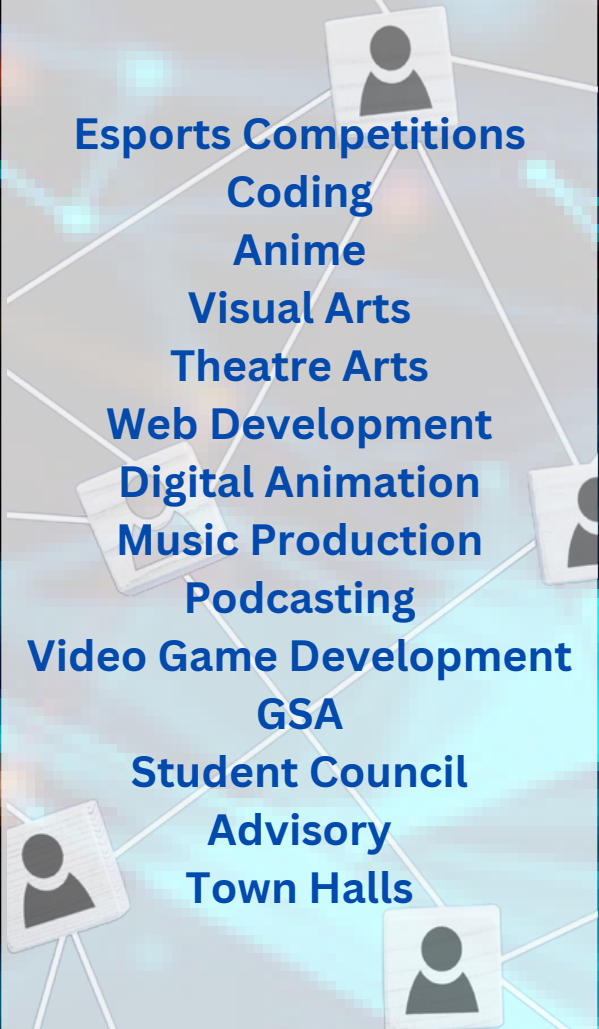 Esports Competitions
Coding
Anime
Visual Arts
Theatre Arts
Web Development
Digital Animation
Music Production
Podcasting
Video Game Development
GSA
Student Council
Advisory
Town Halls